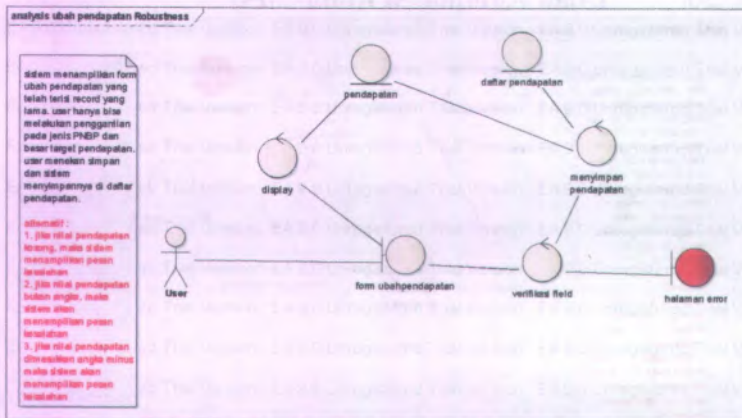 analysis ubah pendapatan Robustness
sistem menampilkan form
ubah pendapatan yang
telah terisi record yang
lama. user hanya bisa
melakukan penggantian
pada jenis PNBP dan
besar target pendapatan.
user menekan simpan
dan sistem
menyimpannya di daftar
pendapatan.
alternatif :
1. jika nilai pendapatan
kosong, maka sistem
menampilkan pesan
kesalahan
2. jika nilai pendapatan
bukan angka, maka
sistem akan
menampilkan pesan
kesalahan
3. jika nilai pendapatan
dimasukkan angka minus
maka sistem akan
menampilkan pesan
kesalahan
pendapatan
daftar pendapatan
display
menyimpan
pendapatan
User
form ubahpendapatan
verifikasi field
halaman error